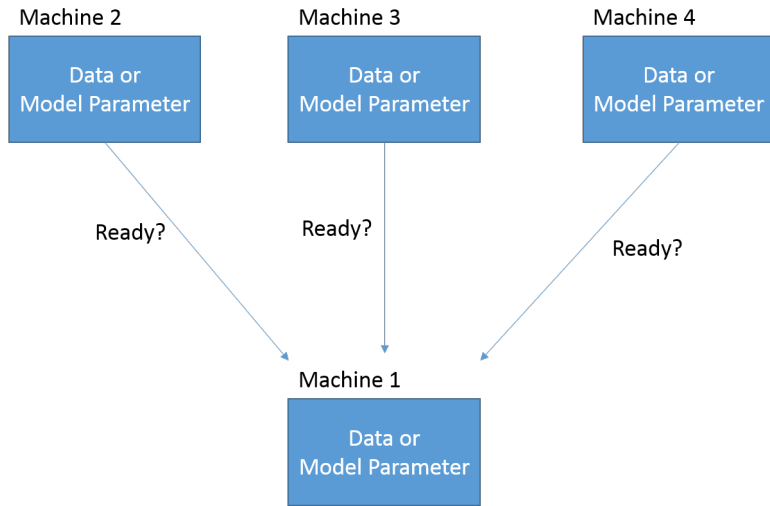 Machine 2
Machine 3
Machine 4
Data or
Model Parameter
Data or
Model Parameter
Data or
Model Parameter
Ready?
Ready?
Ready?
Machine 1
Data or
Model Parameter